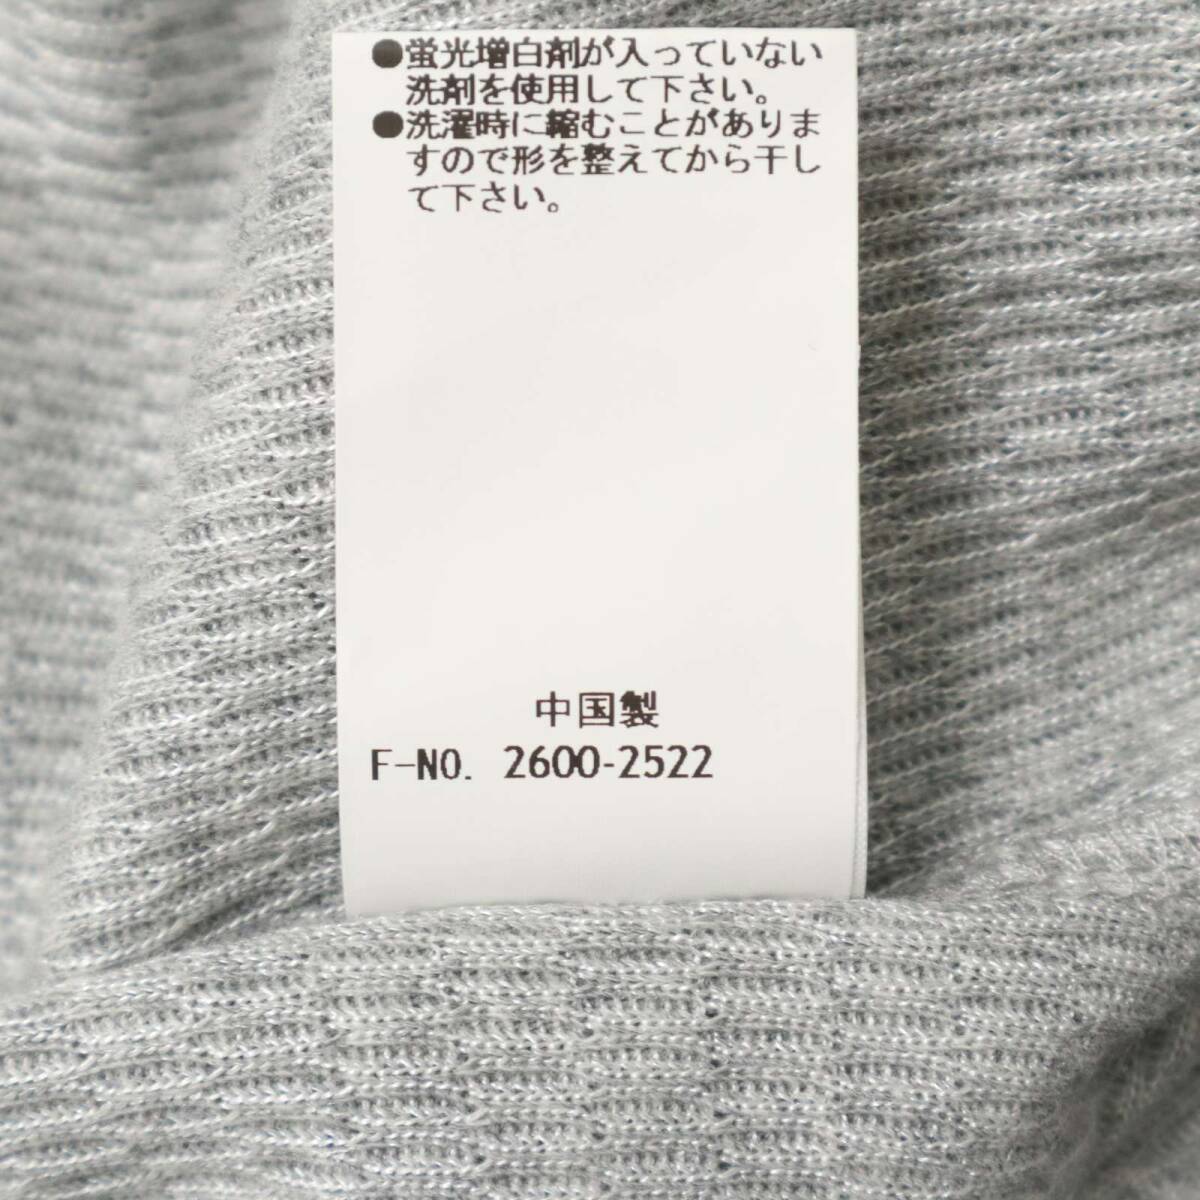 ●蛍光増白剤が入っていない
洗剤を使用して下さい。
●洗濯時に縮むことがありま
すので形を整えてから干し
て下さい。
中国製
F-NO. 2600-2522